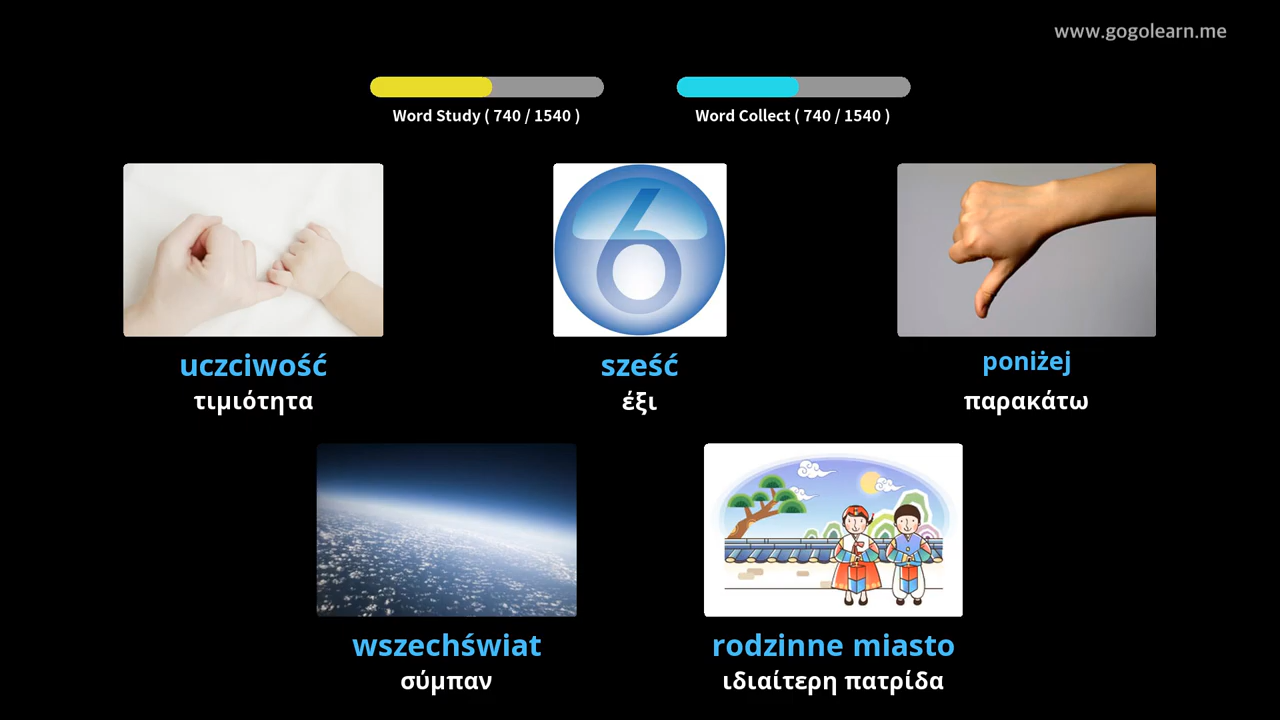 www.gogolearn.me
Word Study ( 740 / 1540 )
Word Collect ( 740 / 1540 )
6
uczciwość
τιμιότητα
sześć
έξι
poniżej
παρακάτω
wszechświat
σύμπαν
rodzinne miasto
ιδιαίτερη πατρίδα